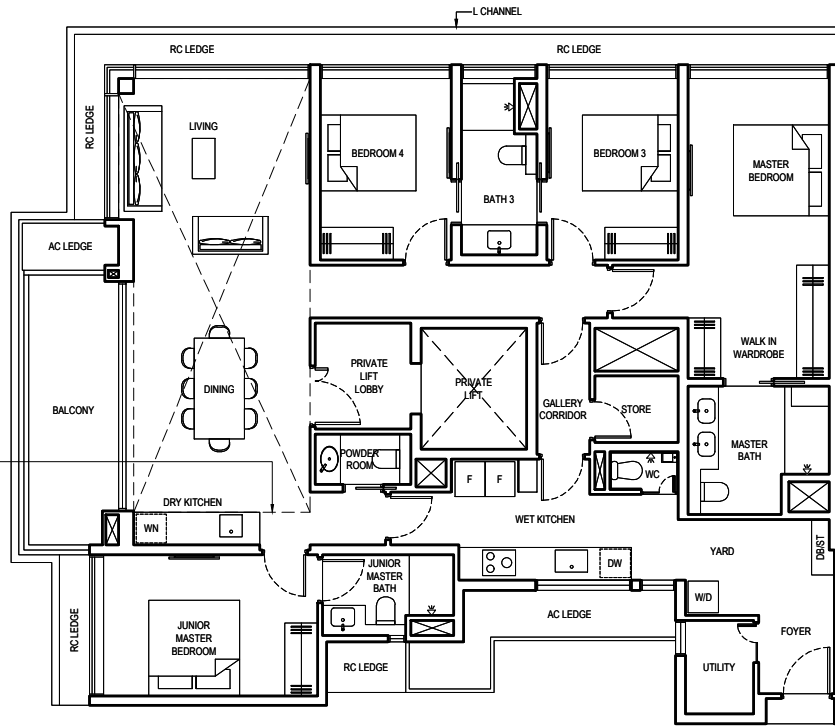 L CHANNEL
RC LEDGE
RC LEDGE
RC LEDGE
LIVING
BEDROOM 4
BATH 3
BEDROOM 3
MASTER
BEDROOM
AC LEDGE
BALCONY
DINING
PRIVATE
LIFT
LOBBY
PRIVATE
LIFT
GALLERY
CORRIDOR
STORE
WALK IN
WARDROBE
MASTER
BATH
POWDER
ROOM
F
F
WC
DRY KITCHEN
WN
WET KITCHEN
DW
YARD
DB/ST
W/D
FOYER
UTILITY
JUNIOR
MASTER
BATH
JUNIOR
MASTER
BEDROOM
RC LEDGE
RC LEDGE
AC LEDGE